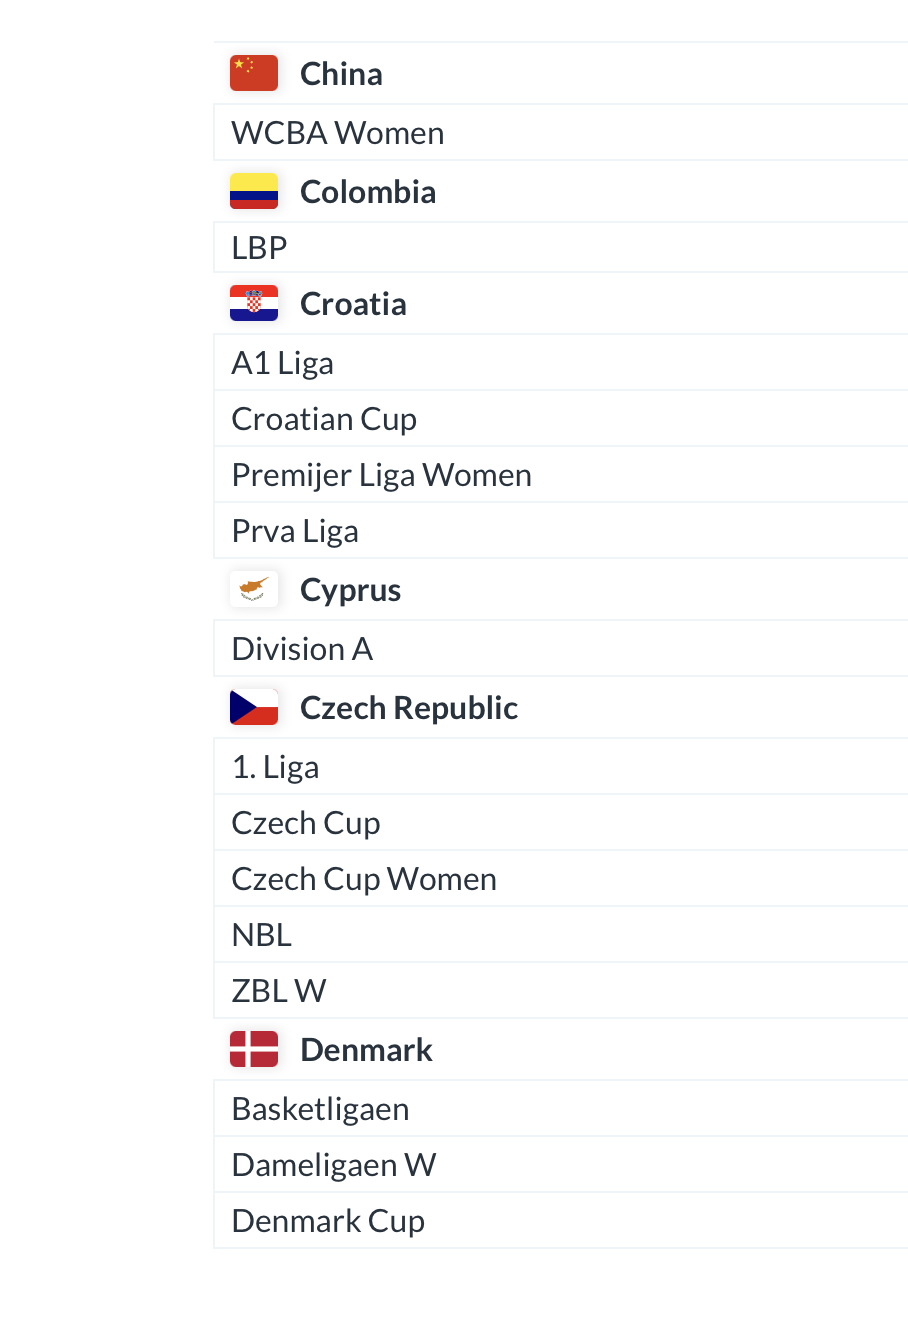 China
WCBA Women
Colombia
LBP
Croatia
A1 Liga
Croatian Cup
Premijer Liga Women
Prva Liga
Cyprus
Division A
Czech Republic
1. Liga
Czech Cup
Czech Cup Women
NBL
ZBL W
Denmark
Basketligaen
Dameligaen W
Denmark Cup